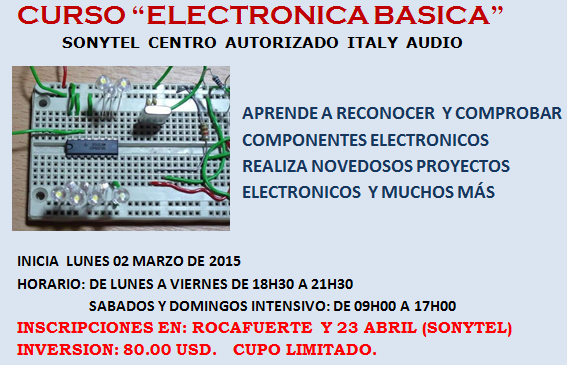 CURSO “ELECTRONICA BASICA”
SONYTEL CENTRO AUTORIZADO ITALY AUDIO
APRENDE A RECONOCER Y COMPROBAR
COMPONENTES ELECTRONICOS
REALIZA NOVEDOSOS PROYECTOS
ELECTRONICOS Y MUCHOS MÁS
INICIA LUNES 02 MARZO DE 2015
HORARIO: DE LUNES A VIERNES DE 18H30 A 21H30
SABADOS Y DOMINGOS INTENSIVO: DE 09H00 A 17H00
INSCRIPCIONES EN: ROCAFUERTE Y 23 ABRIL (SONYTEL)
INVERSION: 80.00 USD. CUPO LIMITADO.